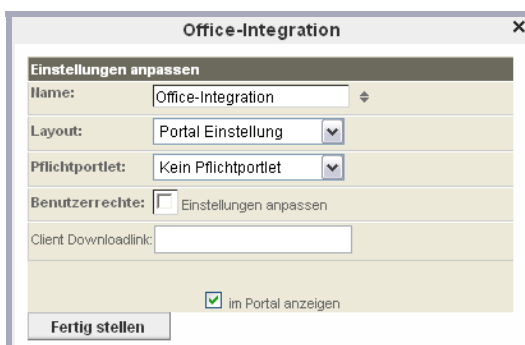 Office-Integration
Einstellungen anpassen
Name: Office-Integration
Layout: Portal Einstellung
Pflichtportlet: Kein Pflichtportlet
Benutzerrechte: Einstellungen anpassen
Client Downloadlink:
im Portal anzeigen
Fertig stellen